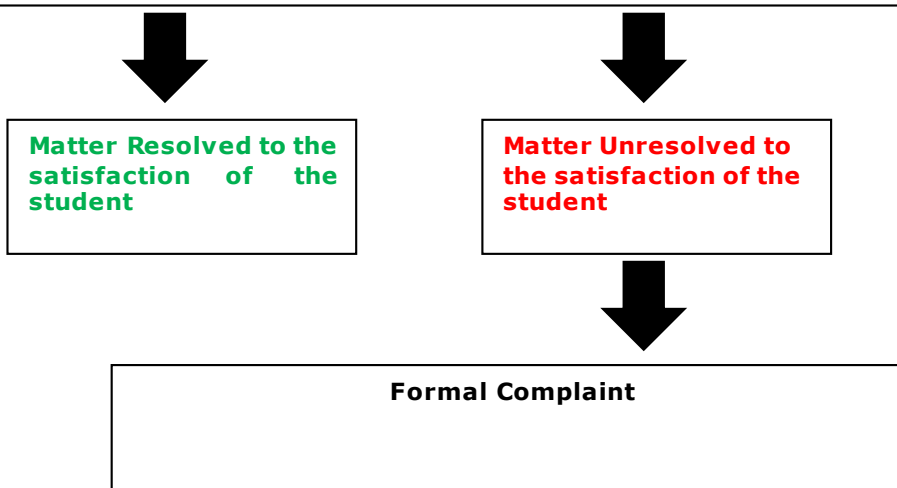 Matter Resolved to the
satisfaction of the
student
Matter Unresolved to
the satisfaction of the
student
Formal Complaint